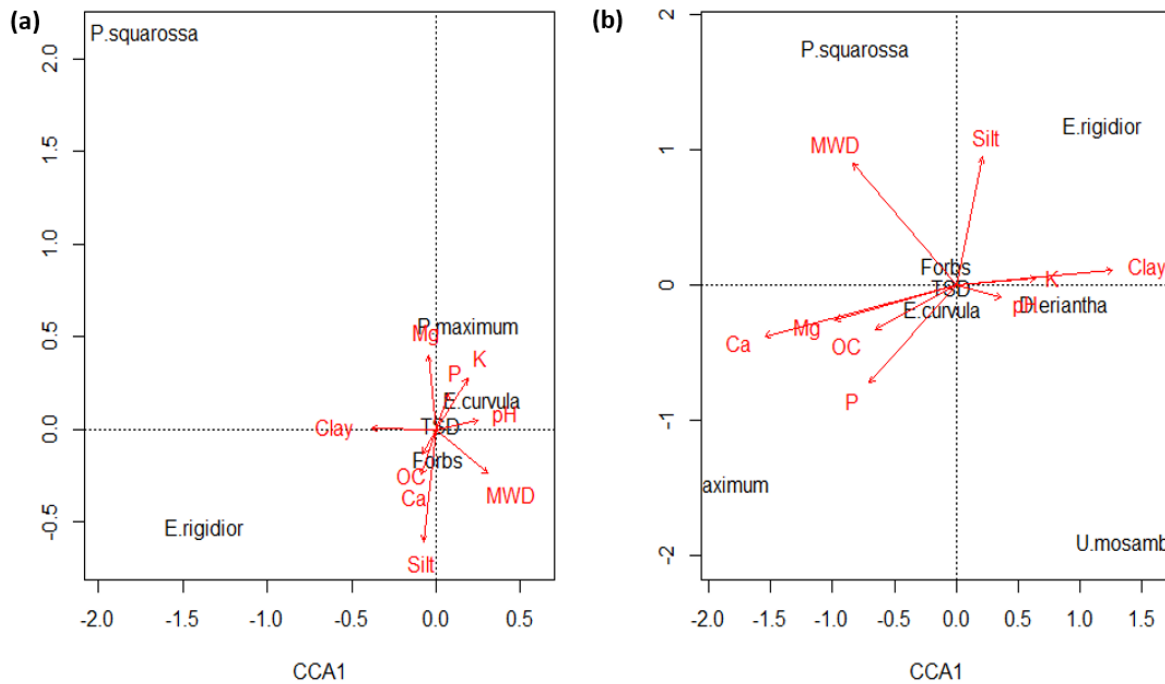 (a)
P.squarossa
2.0
1.5
1.0
0.5
0.0
-0.5
P.maximum
Mg
K
P
E.curvula
pH
Clay
TSD
Forbs
OC
Ca
MWD
E.rigidior
Silt
-2.0 -1.5 -1.0 -0.5 0.0 0.5
CCA1
(b)
2
1
0
-1
-2
P.squarossa
E.rigidior
MWD
Silt
Forbs
Clay
K
TSD
pH
D.eriantha
E.curvula
Mg
Ca
OC
P
aximum
U.mosamb
-2.0 -1.5 -1.0 -0.5 0.0 0.5 1.0 1.5
CCA1